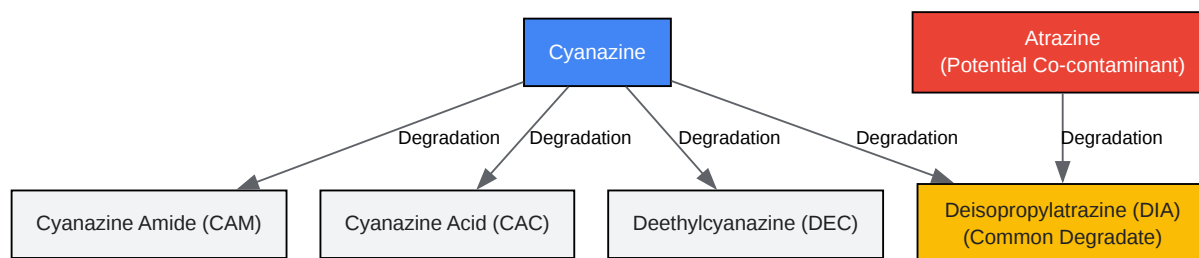 Cyanazine
Atrazine
(Potential Co-contaminant)
Degradation
Degradation
Degradation
Degradation
Degradation
Cyanazine Amide (CAM)
Cyanazine Acid (CAC)
Deethylcyanazine (DEC)
Deisopropylatrazine (DIA)
(Common Degradate)